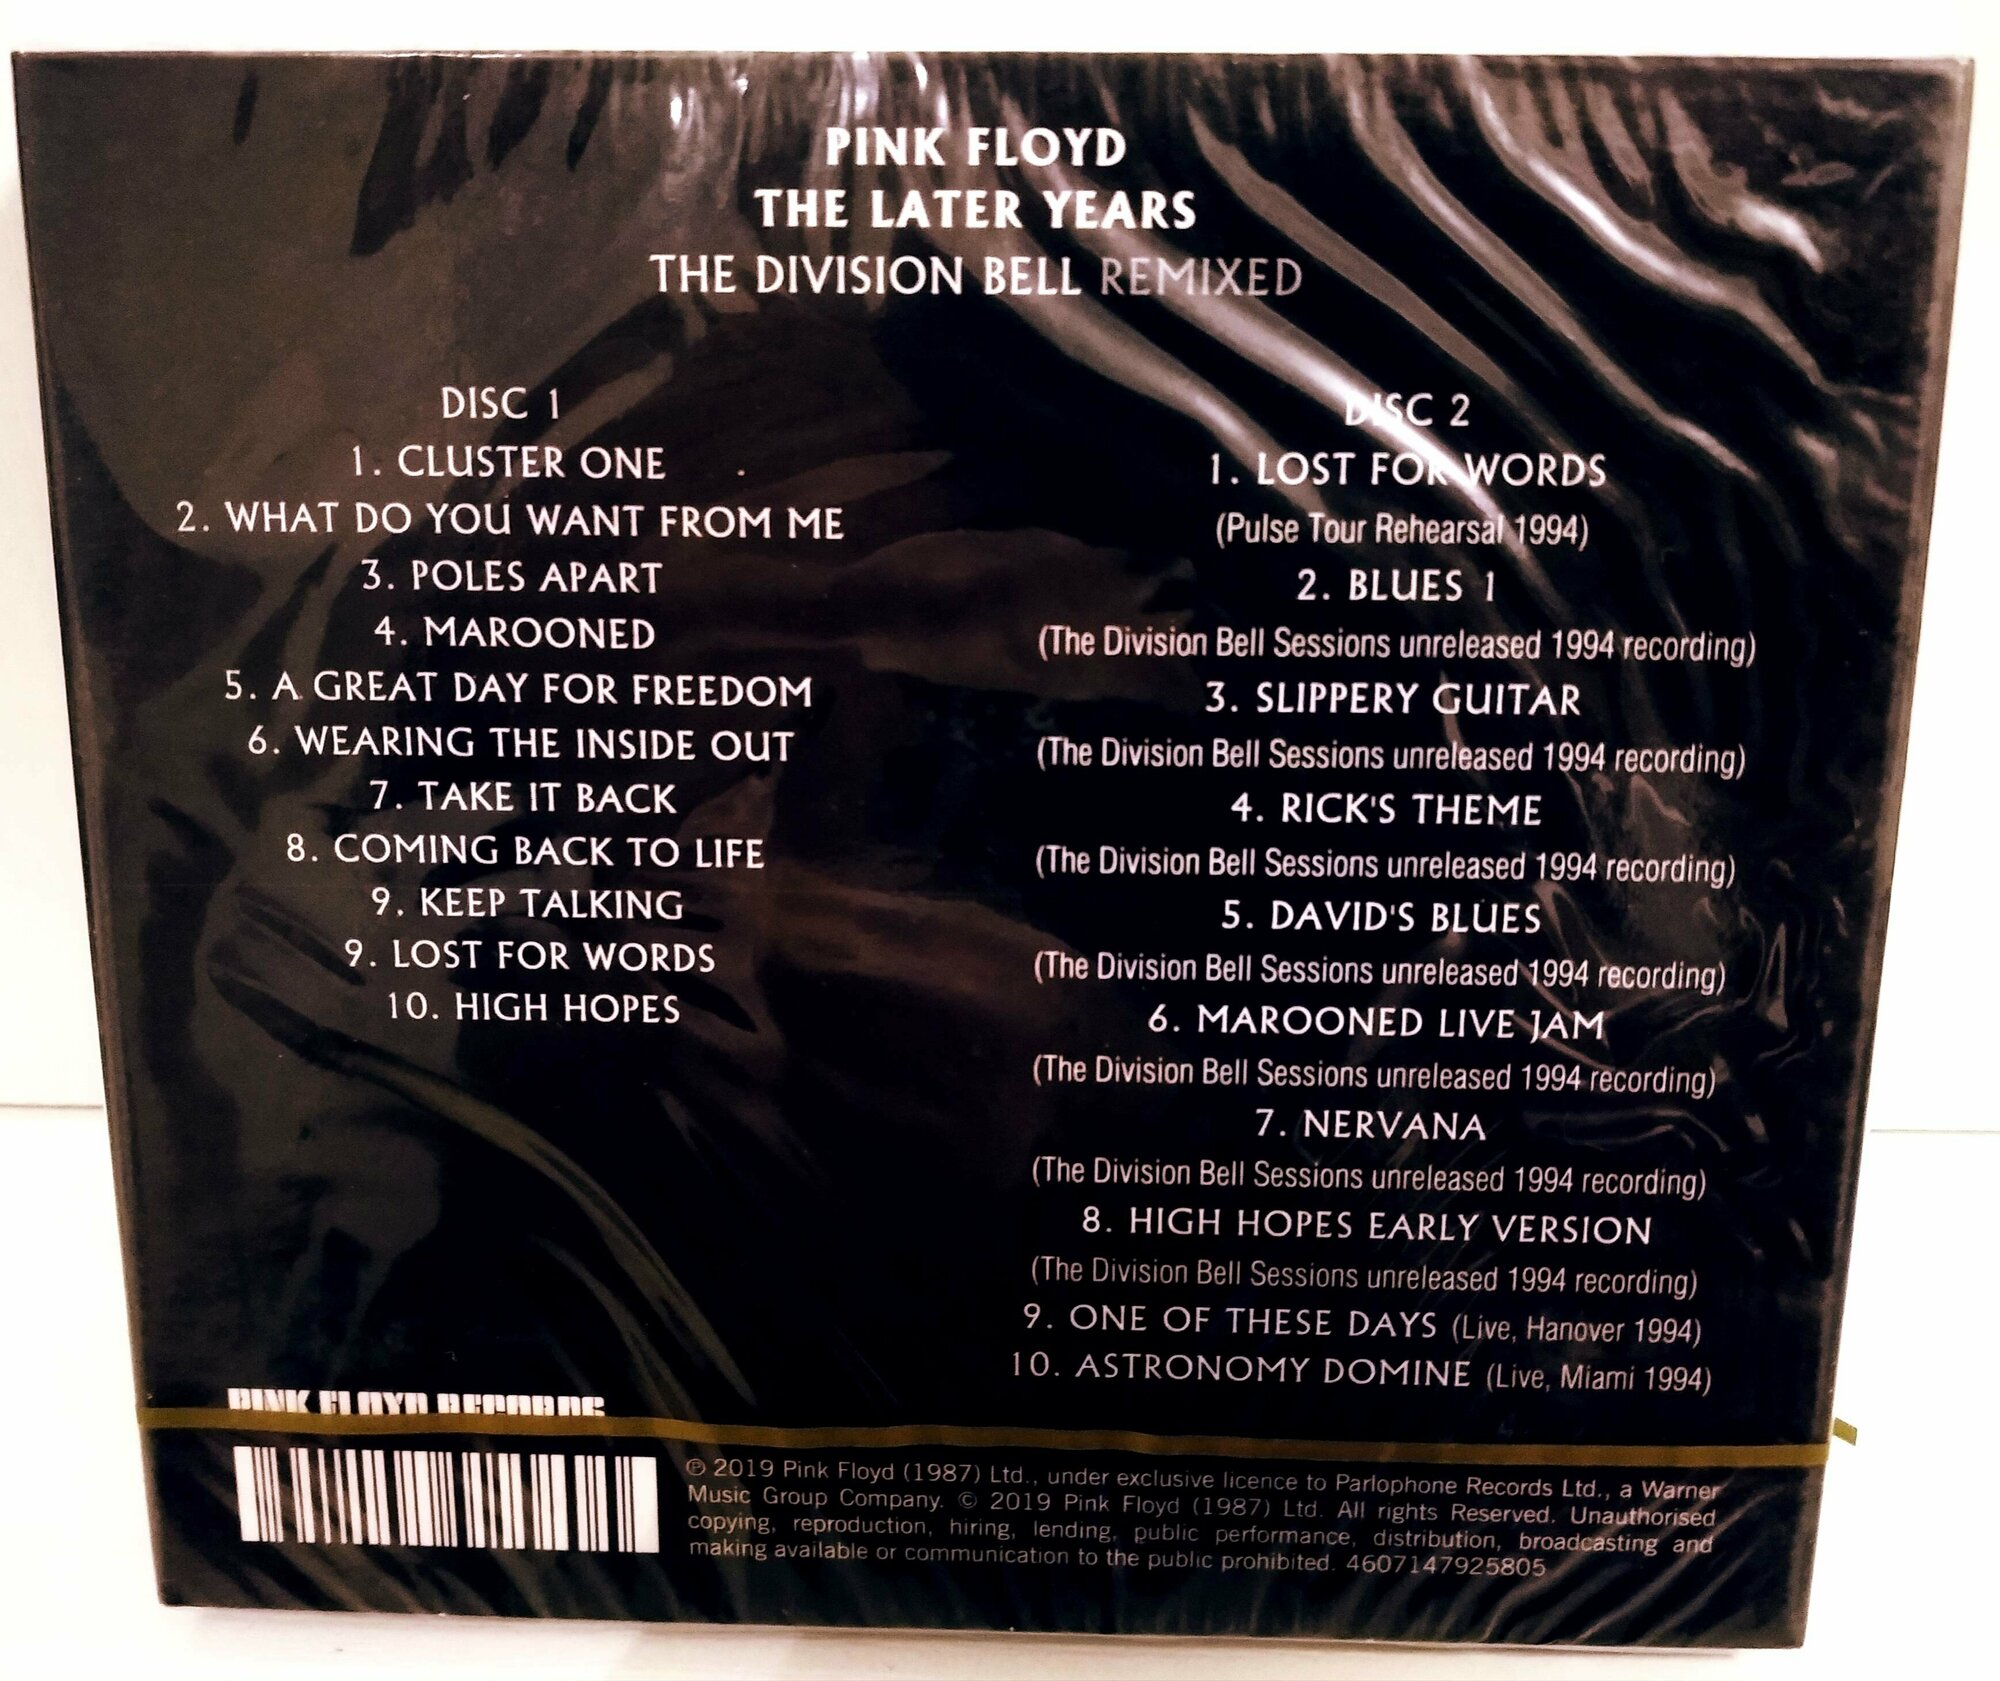 PINK FLOYD
THE LATER YEARS
THE DIVISION BELL REMIXED
DISC 1
1. CLUSTER ONE
2. WHAT DO YOU WANT FROM ME
3. POLES APART
4. MAROONED
5. A GREAT DAY FOR FREEDOM
6. WEARING THE INSIDE OUT
7. TAKE IT BACK
8. COMING BACK TO LIFE
9. KEEP TALKING
9. LOST FOR WORDS
10. HIGH HOPES
DISC 2
1. LOST FOR WORDS
(Pulse Tour Rehearsal 1994)
2. BLUES 1
(The Division Bell Sessions unreleased 1994 recording)
3. SLIPPERY GUITAR
(The Division Bell Sessions unreleased 1994 recording)
4. RICK'S THEME
(The Division Bell Sessions unreleased 1994 recording)
5. DAVID'S BLUES
(The Division Bell Sessions unreleased 1994 recording)
6. MAROONED LIVE JAM
(The Division Bell Sessions unreleased 1994 recording)
7. NERVANA
(The Division Bell Sessions unreleased 1994 recording)
8. HIGH HOPES EARLY VERSION
(The Division Bell Sessions unreleased 1994 recording)
9. ONE OF THESE DAYS (Live, Hanover 1994)
10. ASTRONOMY DOMINE (Live, Miami 1994)
PINK FLOYD RECORDS
℗ 2019 Pink Floyd (1987) Ltd., under exclusive licence to Parlophone Records Ltd., a Warner
Music Group Company. © 2019 Pink Floyd (1987) Ltd. All rights Reserved. Unauthorised
copying, reproduction, hiring, lending, public performance, distribution, broadcasting and
making available or communication to the public prohibited. 4607147925805